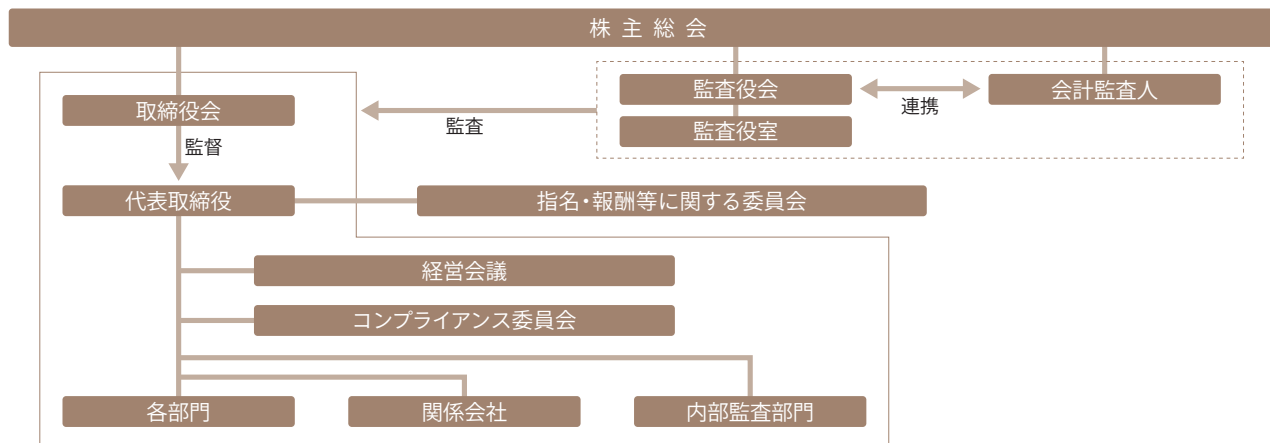 株主総会
取締役会
監査役会
会計監査人
連携
監査
監査役室
監督
代表取締役
指名・報酬等に関する委員会
経営会議
コンプライアンス委員会
各部門
関係会社
内部監査部門